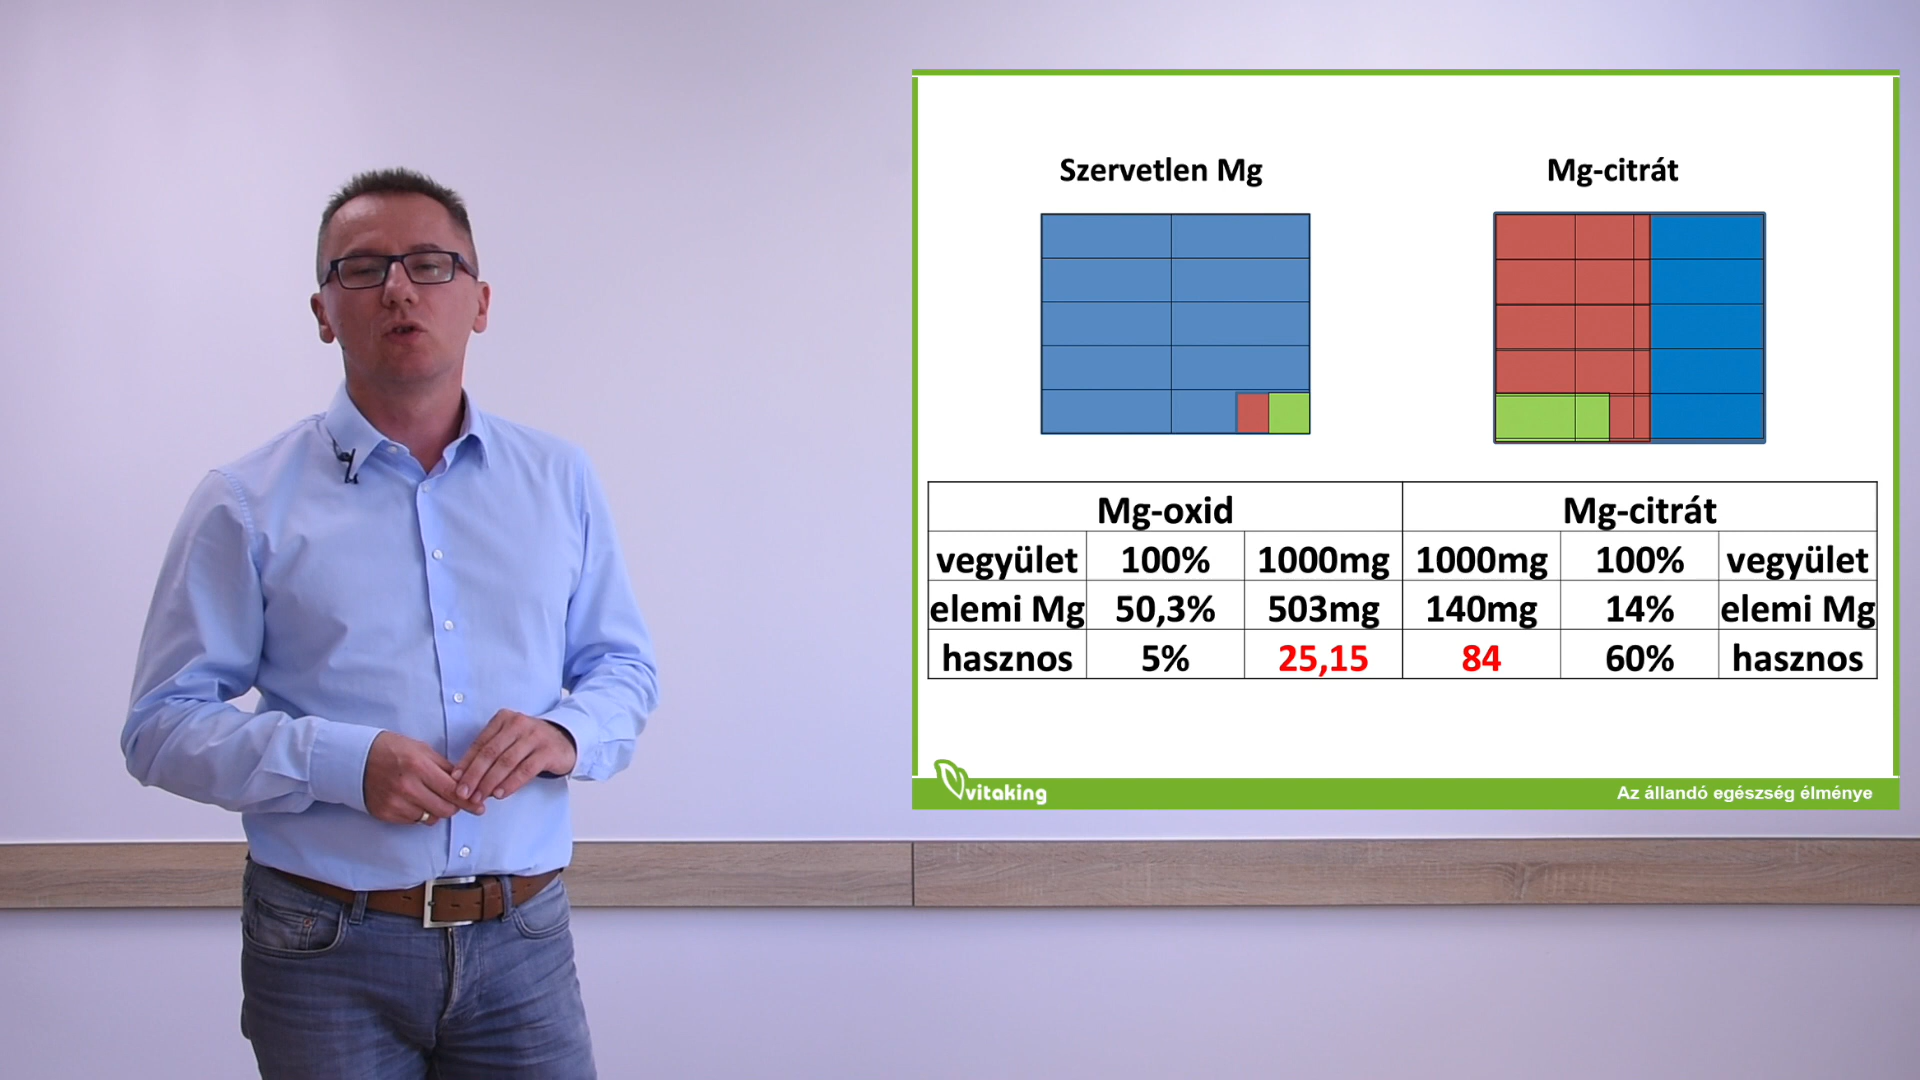 Szervetlen Mg
Mg-citrát
Mg-oxid Mg-citrát
vegyület 100% 1000mg 1000mg 100% vegyület
elemi Mg 50,3% 503mg 140mg 14% elemi Mg
hasznos 5% 25,15 84 60% hasznos
vitaking
Az állandó egészség élménye